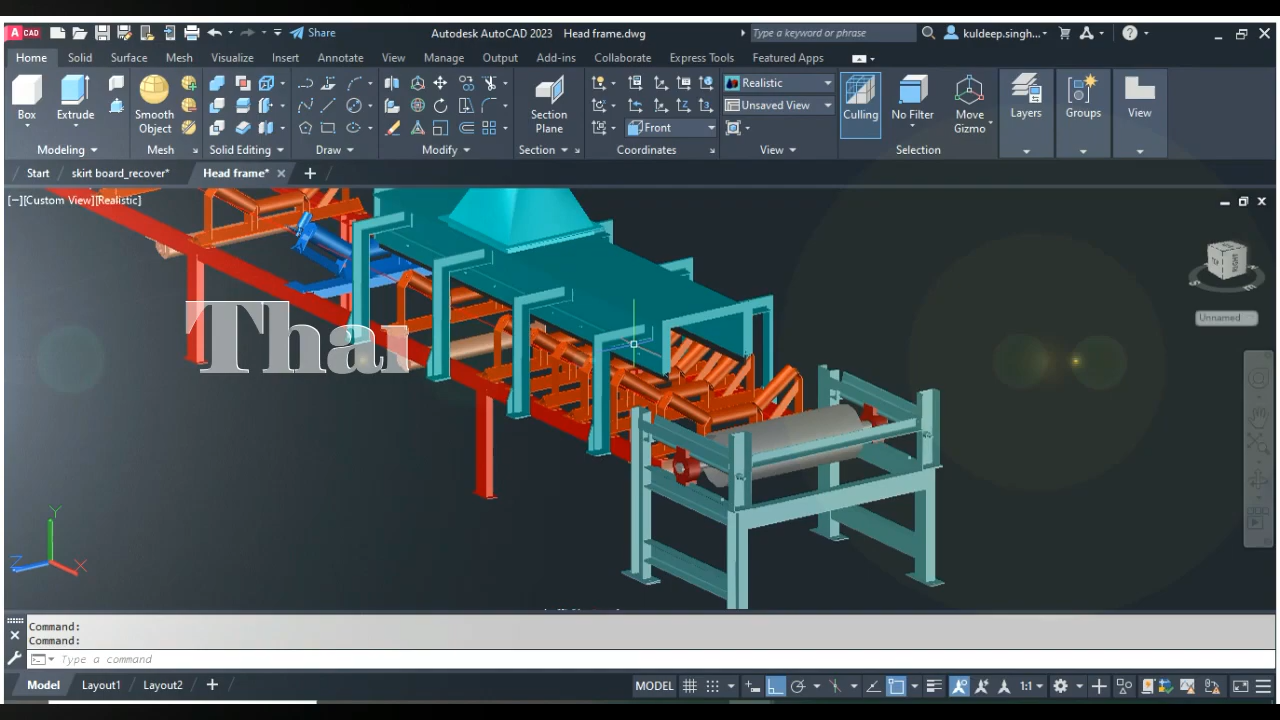 A CAD
Share
Autodesk AutoCAD 2023 Head frame.dwg
Type a keyword or phrase
kuldeep.singh...
Home Solid Surface Mesh Visualize Insert Annotate View Manage Output Add-ins Collaborate Express Tools Featured Apps
Realistic
Unsaved View
Front
Box Extrude Smooth Object Section Plane Culling No Filter Move Gizmo Layers Groups View
Modeling Mesh Solid Editing Draw Modify Section Coordinates View Selection
Start skirt board_recover* Head frame*
[−][Custom View][Realistic]
RIGHT
Unnamed
Than
Y
Z X
Command:
Command:
Type a command
Model Layout1 Layout2
MODEL 1:1